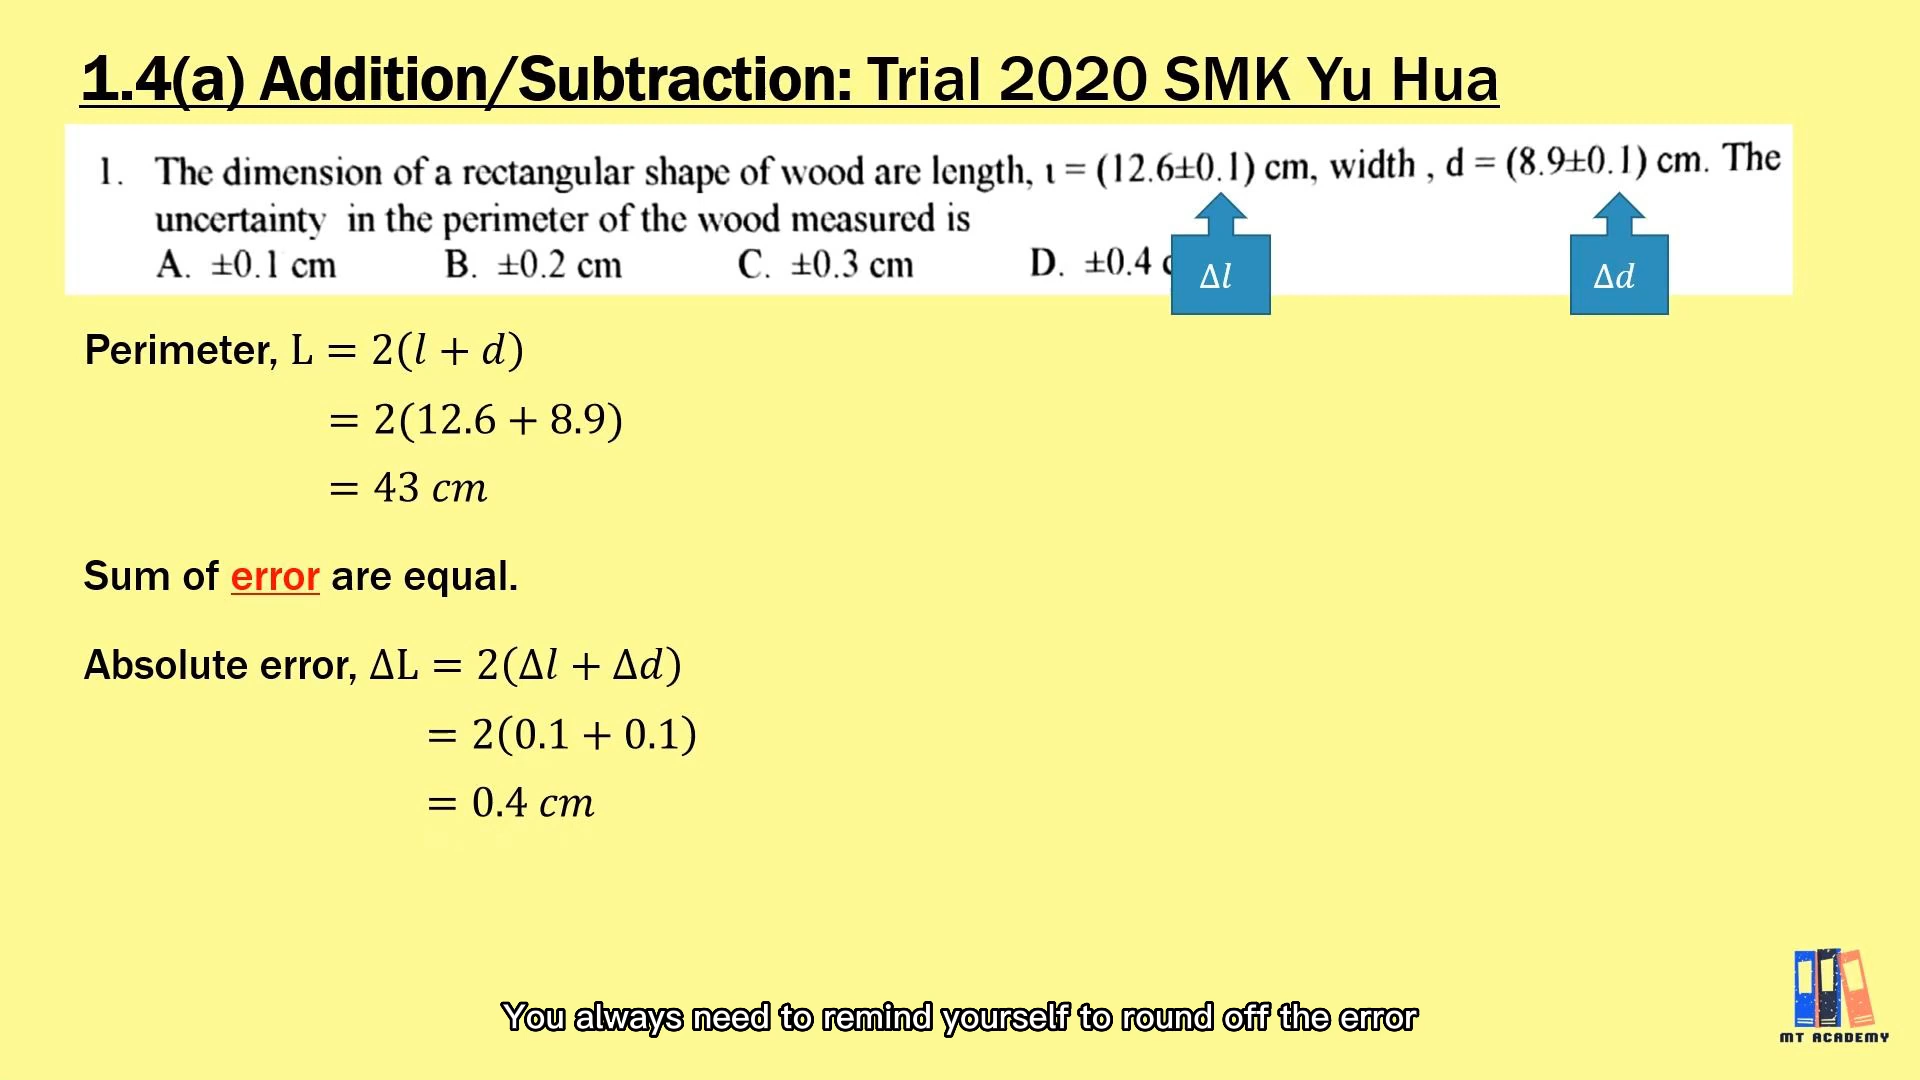 1.4(a) Addition/Subtraction: Trial 2020 SMK Yu Hua
1. The dimension of a rectangular shape of wood are length, ι = (12.6±0.1) cm, width , d = (8.9±0.1) cm. The
uncertainty in the perimeter of the wood measured is
A. ±0.1 cm B. ±0.2 cm C. ±0.3 cm D. ±0.4
Δl Δd
Perimeter, L = 2(l + d)
= 2(12.6 + 8.9)
= 43 cm
Sum of error are equal.
Absolute error, ΔL = 2(Δl + Δd)
= 2(0.1 + 0.1)
= 0.4 cm
You always need to remind yourself to round off the error
MT ACADEMY